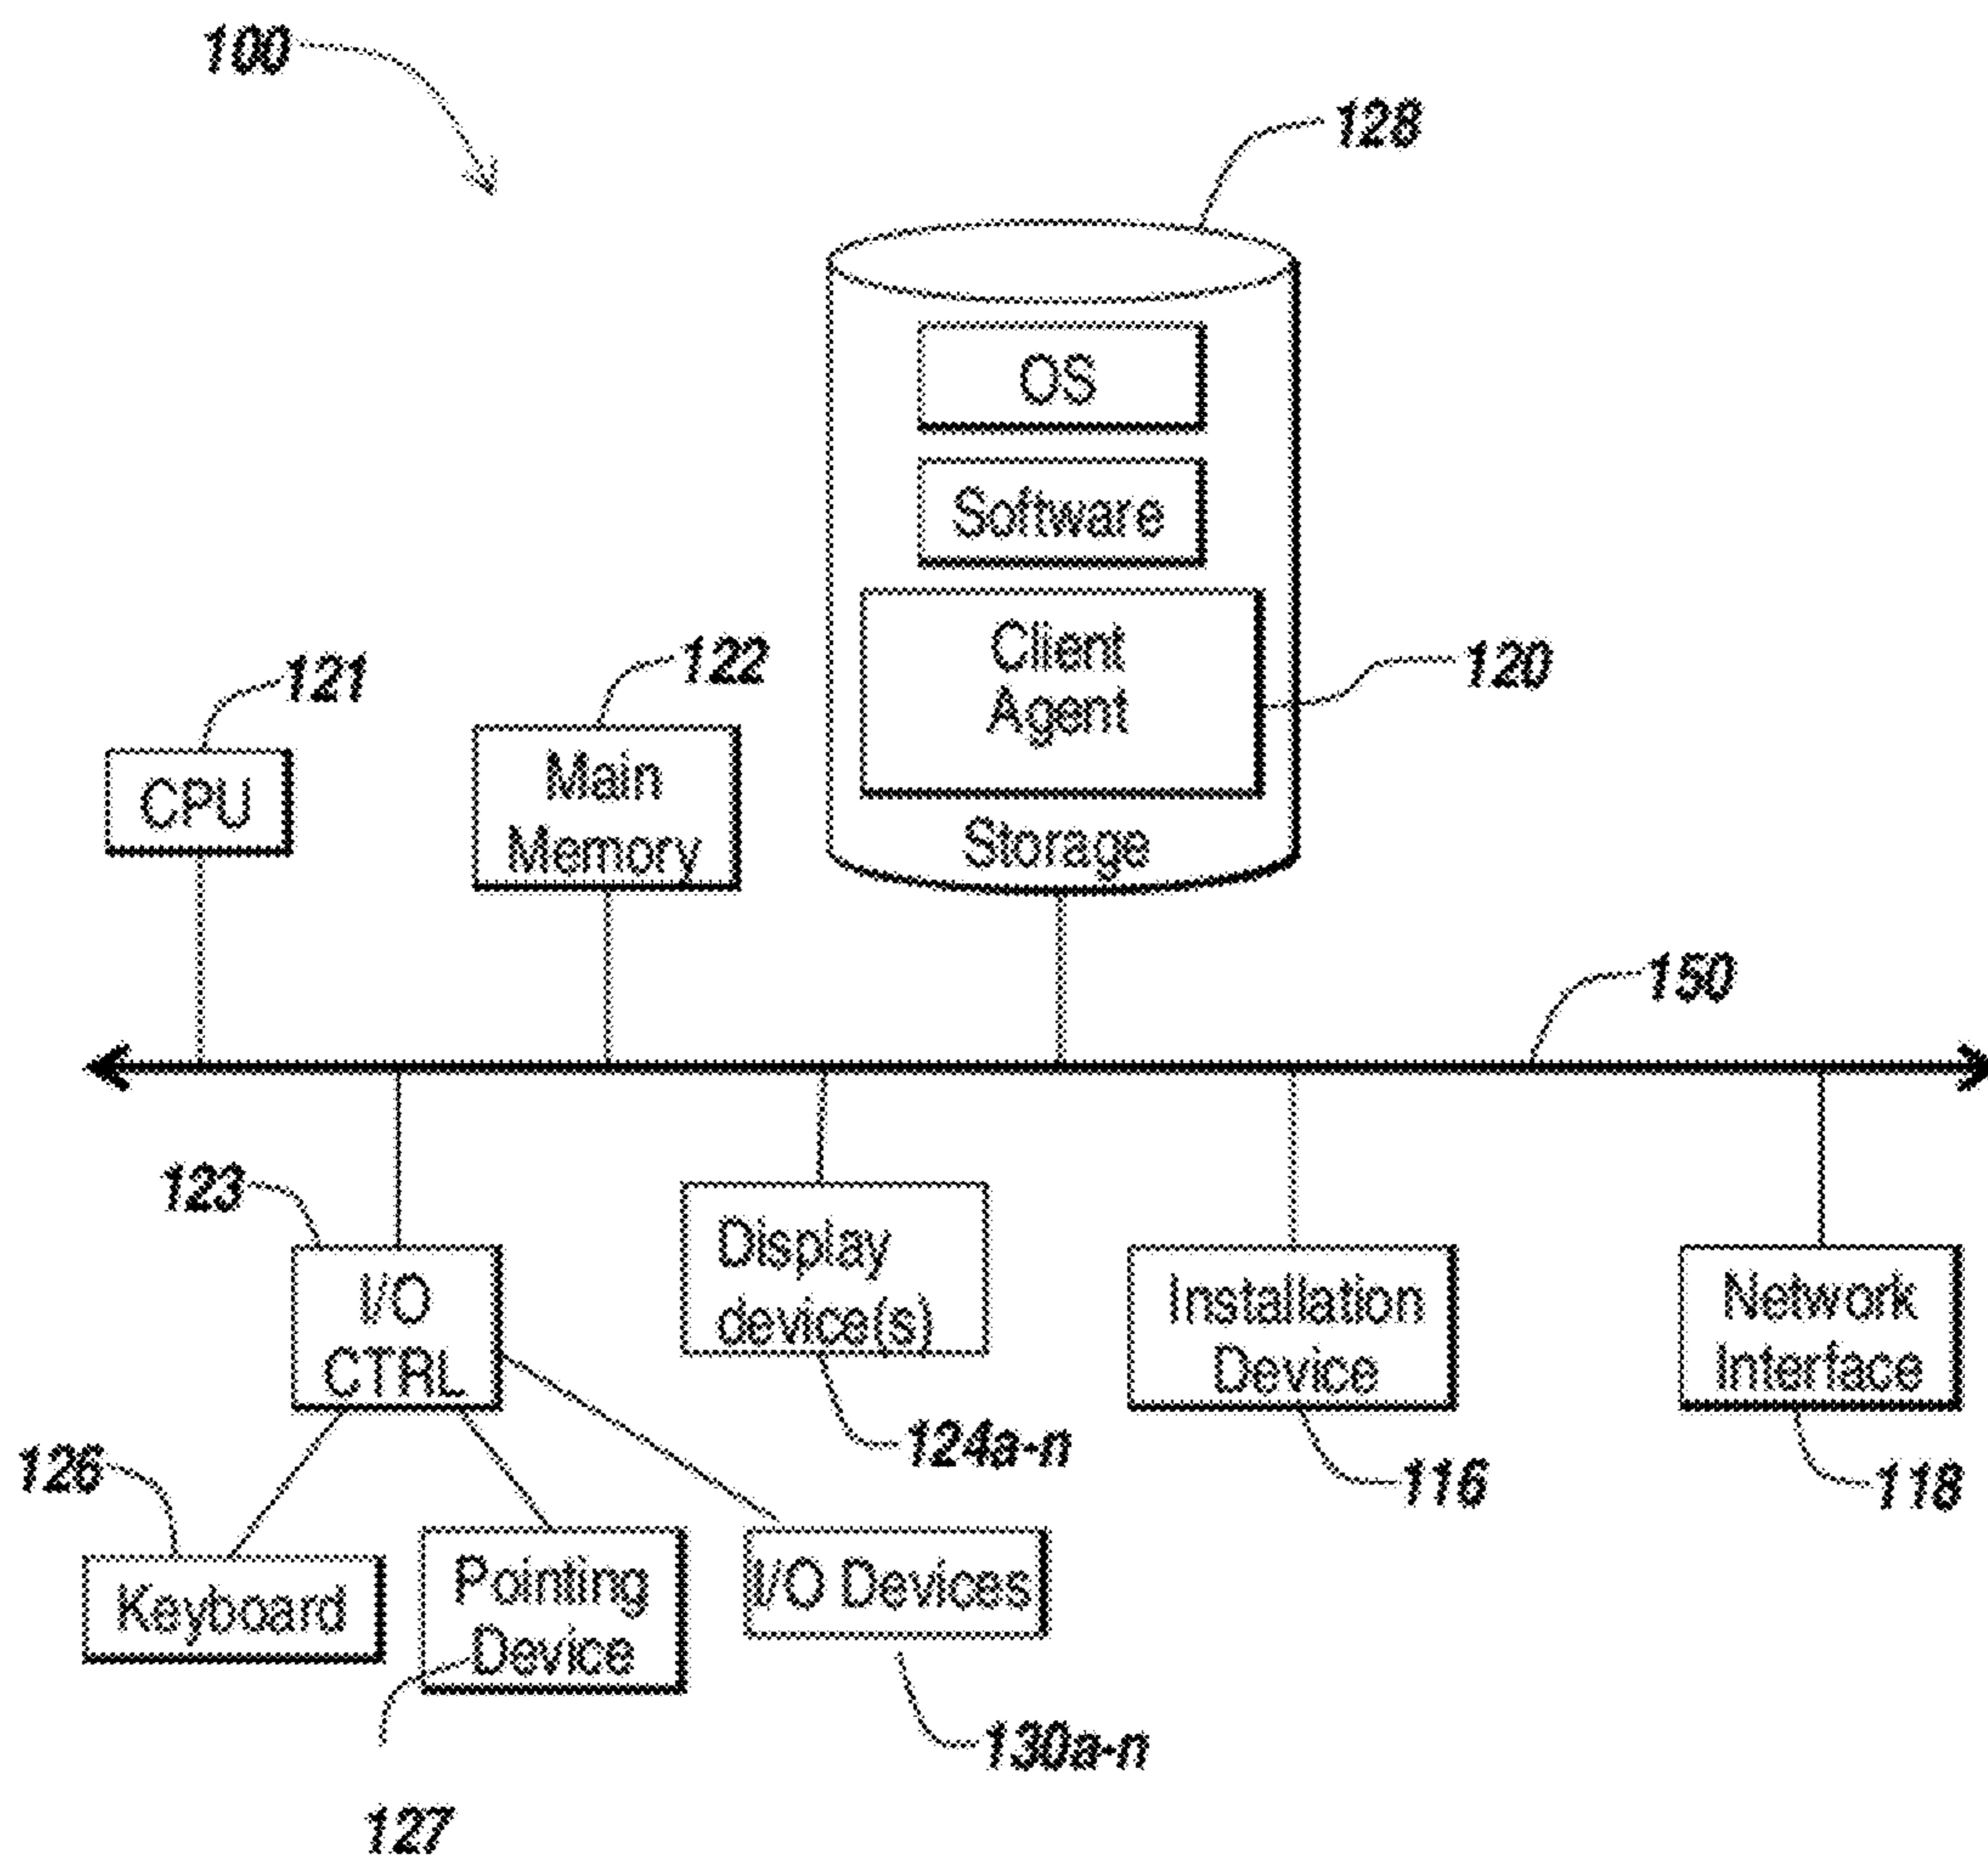 100
128
OS
Software
Client
Agent
120
Storage
121
CPU
122
Main
Memory
150
123
I/O
CTRL
Display
device(s)
124a-n
Installation
Device
116
Network
Interface
118
126
Keyboard
Pointing
Device
127
I/O Devices
130a-n